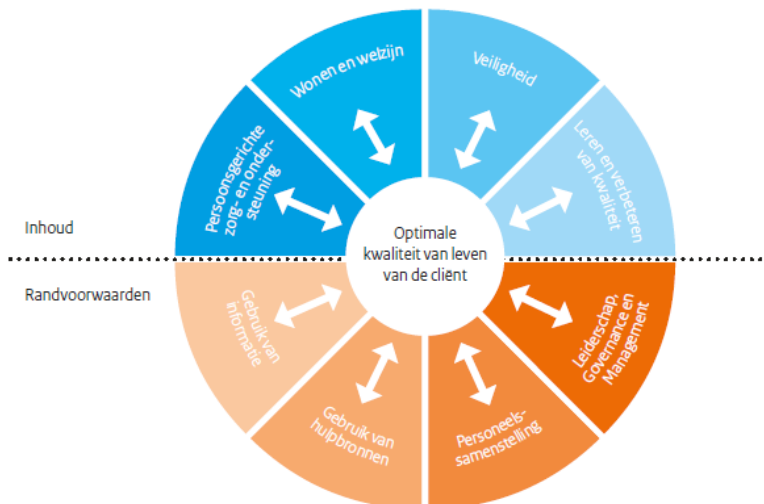 Wonen en welzijn
Veiligheid
Persoonsgerichte
zorg- en onder-
steuning
Leren en verbeteren
van kwaliteit
Inhoud
Optimale
kwaliteit van leven
van de cliënt
Randvoorwaarden
Gebruik van
informatie
Leiderschap,
Governance en
Management
Gebruik van
hulpbronnen
Personeels-
samenstelling